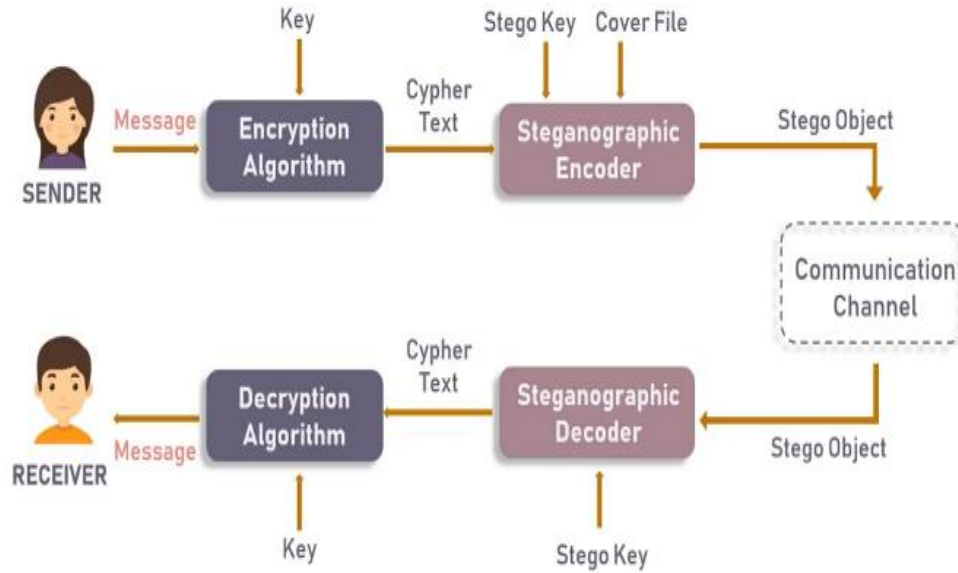 Key
Stego Key
Cover File
Message
Encryption
Algorithm
Cypher
Text
Steganographic
Encoder
Stego Object
SENDER
Communication
Channel
Cypher
Text
Decryption
Algorithm
Steganographic
Decoder
Message
Stego Object
RECEIVER
Key
Stego Key